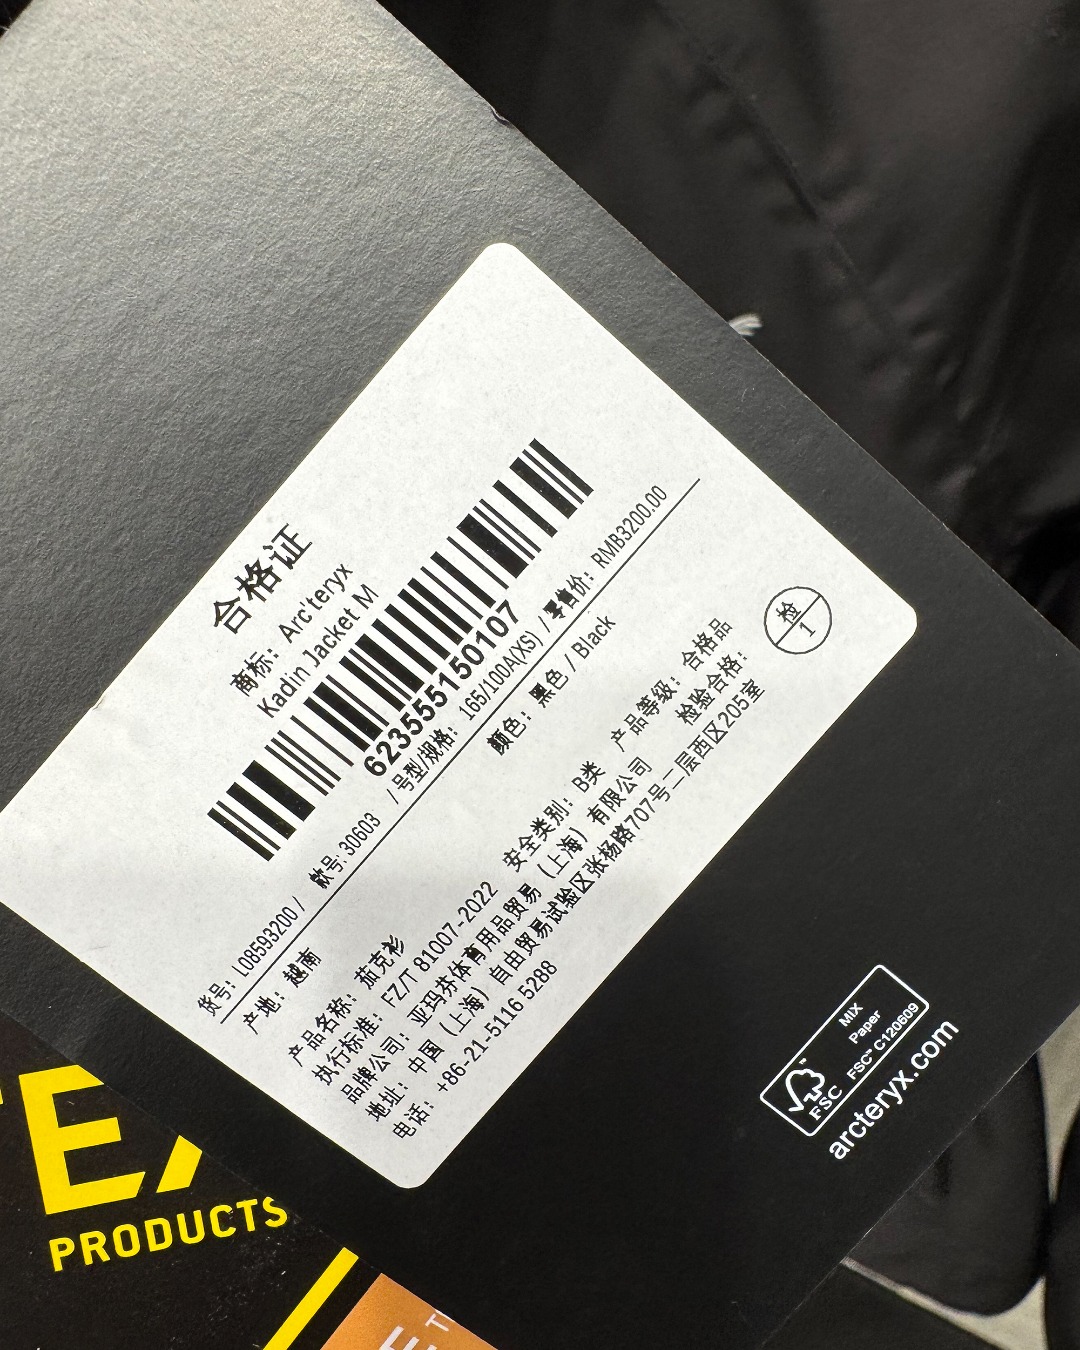 合格证
商标：Arc'teryx
Kadin Jacket M
623555150107
货号：L08593200 / 款号: 30603 / 号型/规格：165/100A(XS) / 零售价：RMB3200.00
产地：越南 颜色：黑色 / Black
产品名称：茄克衫
执行标准：FZ/T 81007-2022 安全类别：B类 产品等级：合格品
品牌公司：亚玛芬体育用品贸易（上海）有限公司 检验合格：
检
1
地址：中国（上海）自由贸易试验区张杨路707号二层西区205室
电话：+86-21-5116 5288
MIX
Paper
FSC
FSC™ C120609
arcteryx.com
PRODUCTS